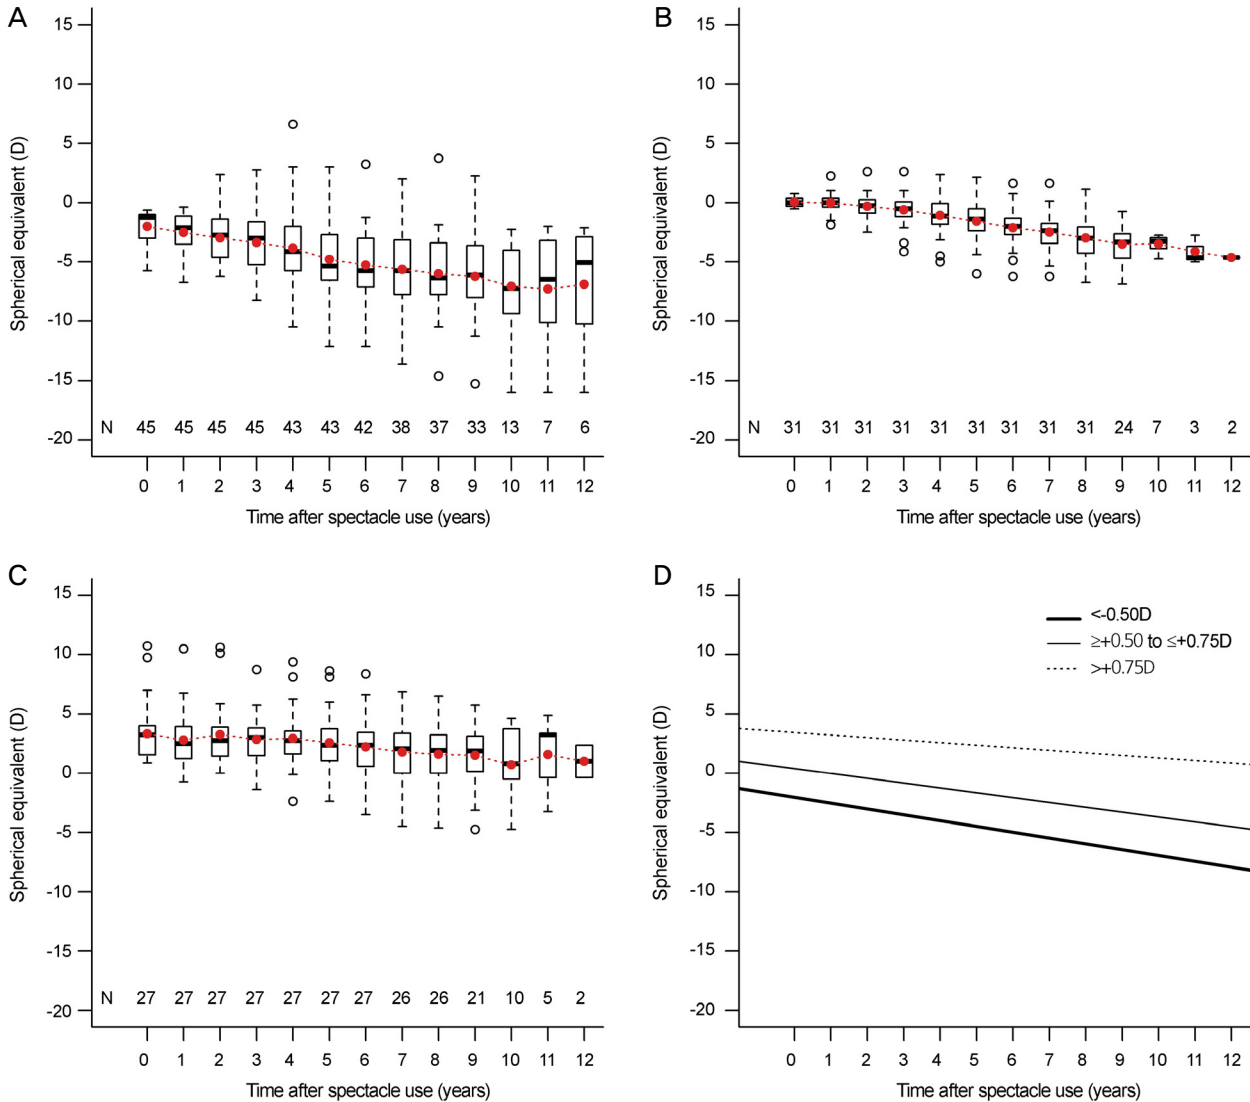 A
Spherical equivalent (D)
15
10
5
0
-5
-10
-15
-20
N 45 45 45 45 43 43 42 38 37 33 13 7 6
0 1 2 3 4 5 6 7 8 9 10 11 12
Time after spectacle use (years)
B
Spherical equivalent (D)
15
10
5
0
-5
-10
-15
-20
N 31 31 31 31 31 31 31 31 31 24 7 3 2
0 1 2 3 4 5 6 7 8 9 10 11 12
Time after spectacle use (years)
C
Spherical equivalent (D)
15
10
5
0
-5
-10
-15
-20
N 27 27 27 27 27 27 27 26 26 21 10 5 2
0 1 2 3 4 5 6 7 8 9 10 11 12
Time after spectacle use (years)
D
Spherical equivalent (D)
15
10
5
0
-5
-10
-15
-20
<-0.50D
≥+0.50 to ≤+0.75D
>+0.75D
0 1 2 3 4 5 6 7 8 9 10 11 12
Time after spectacle use (years)